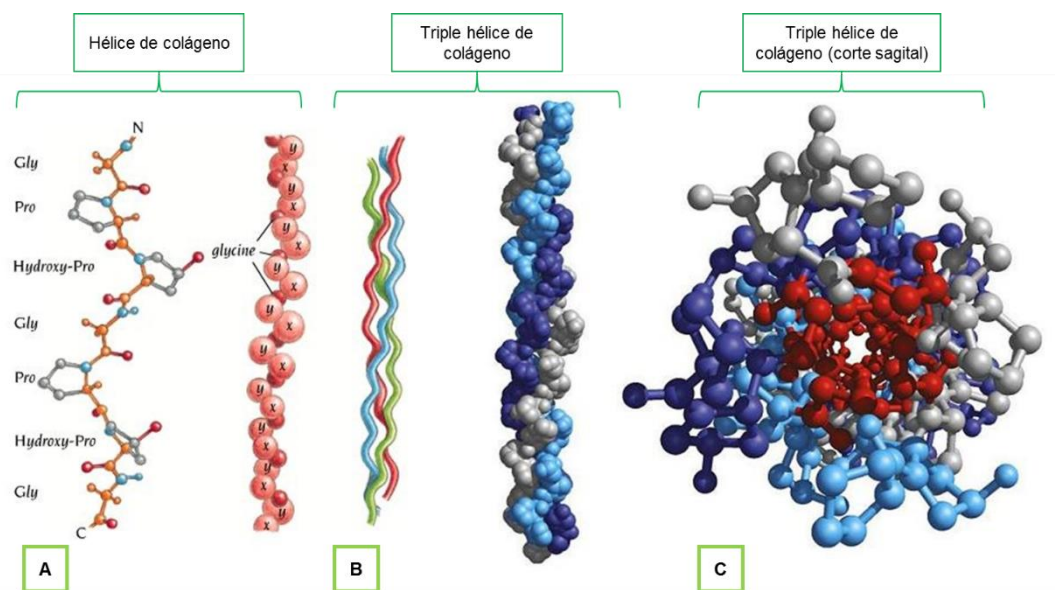 Hélice de colágeno
Triple hélice de
colágeno
Triple hélice de
colágeno (corte sagital)
N
Gly
Pro
Hydroxy-Pro
Gly
Pro
Hydroxy-Pro
Gly
C
y
x
y
x
y
glycine
x
y
x
y
x
y
x
y
x
y
x
y
x
A
B
C